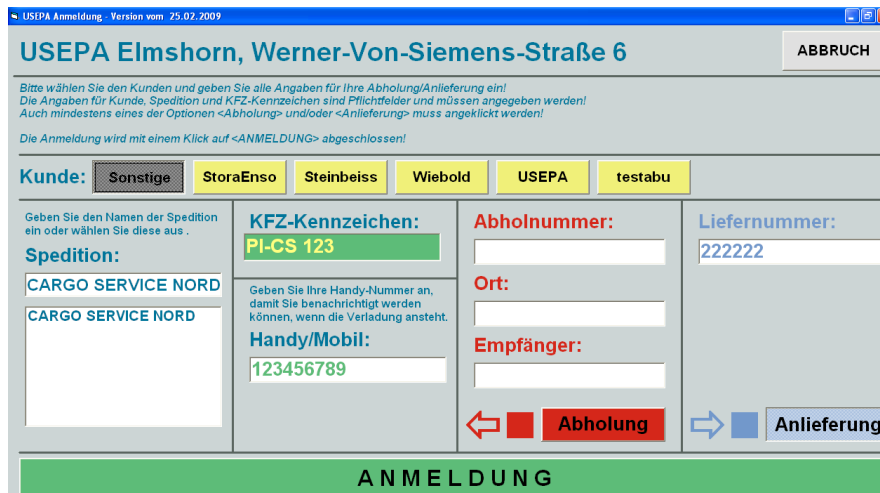 USEPA Anmeldung - Version vom 25.02.2009
USEPA Elmshorn, Werner-Von-Siemens-Straße 6
ABBRUCH
Bitte wählen Sie den Kunden und geben Sie alle Angaben für Ihre Abholung/Anlieferung ein!
Die Angaben für Kunde, Spedition und KFZ-Kennzeichen sind Pflichtfelder und müssen angegeben werden!
Auch mindestens eines der Optionen <Abholung> und/oder <Anlieferung> muss angeklickt werden!
Die Anmeldung wird mit einem Klick auf <ANMELDUNG> abgeschlossen!
Kunde: Sonstige StoraEnso Steinbeiss Wiebold USEPA testabu
Geben Sie den Namen der Spedition
ein oder wählen Sie diese aus .
Spedition:
CARGO SERVICE NORD
CARGO SERVICE NORD
KFZ-Kennzeichen:
PI-CS 123
Geben Sie Ihre Handy-Nummer an,
damit Sie benachrichtigt werden
können, wenn die Verladung ansteht.
Handy/Mobil:
123456789
Abholnummer:
Ort:
Empfänger:
Abholung
Liefernummer:
222222
Anlieferung
ANMELDUNG